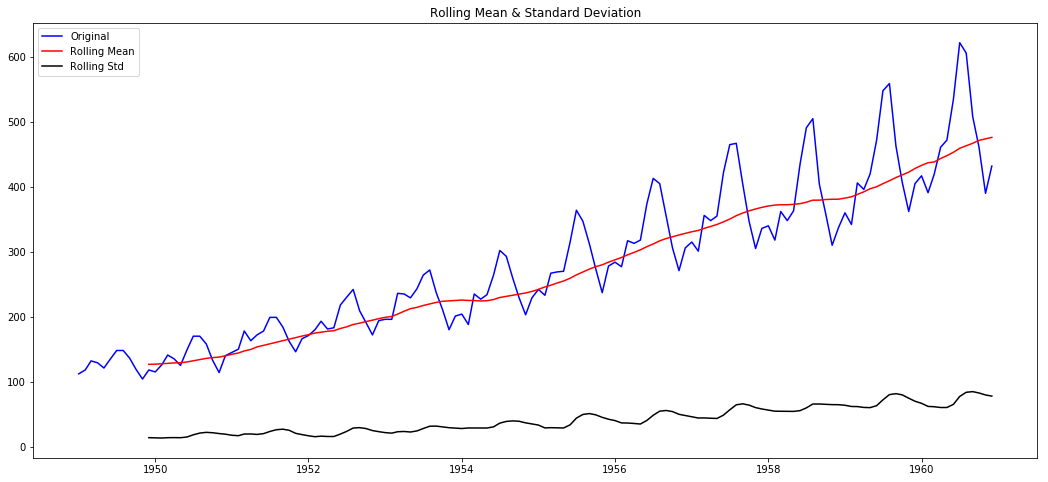 Rolling Mean & Standard Deviation
Original
Rolling Mean
Rolling Std
600
500
400
300
200
100
0
1950 1952 1954 1956 1958 1960